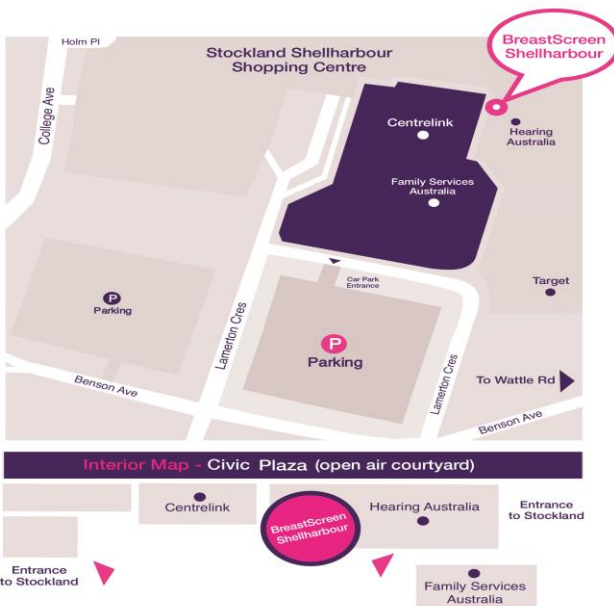 Holm Pl
Stockland Shellharbour
Shopping Centre
BreastScreen
Shellharbour
College Ave
Centrelink
Hearing
Australia
Family Services
Australia
Car Park
Entrance
Target
P
Parking
Lamerton Cres
P
Parking
Lamerton Cres
To Wattle Rd
Benson Ave
Benson Ave
Interior Map - Civic Plaza (open air courtyard)
Centrelink
BreastScreen
Shellharbour
Hearing Australia
Entrance
to Stockland
Entrance
to Stockland
Family Services
Australia